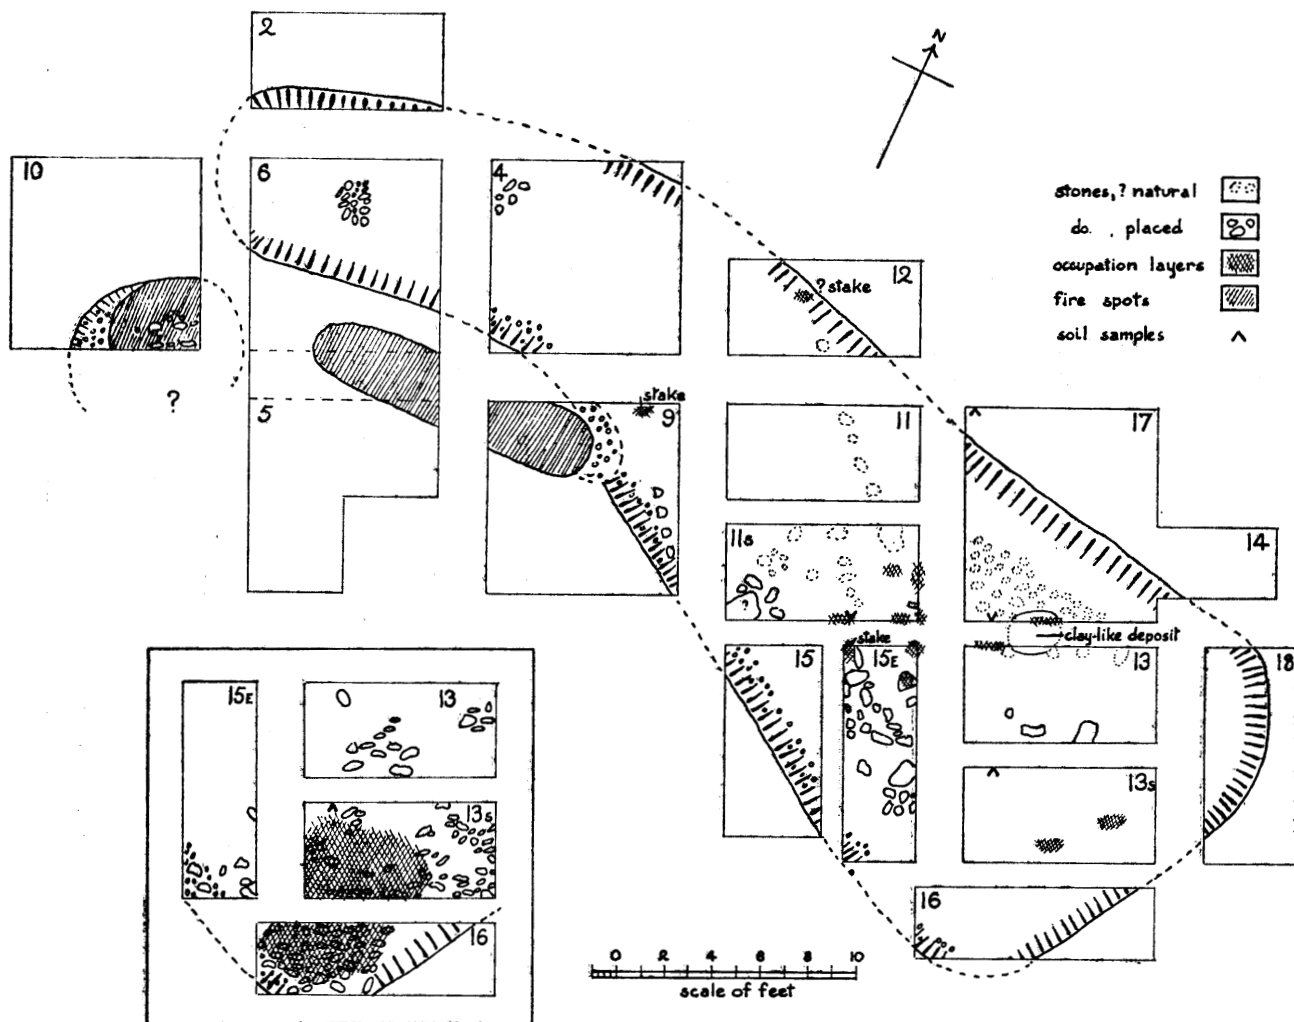 2
N
10
6
4
stones, ? natural
do. , placed
occupation layers
fire spots
soil samples
12
? stake
5
stake
9
11
17
11s
14
?
clay-like deposit
stake
15
15E
13
18
15E
13
13s
13s
16
16
0 2 4 6 8 10
scale of feet
?